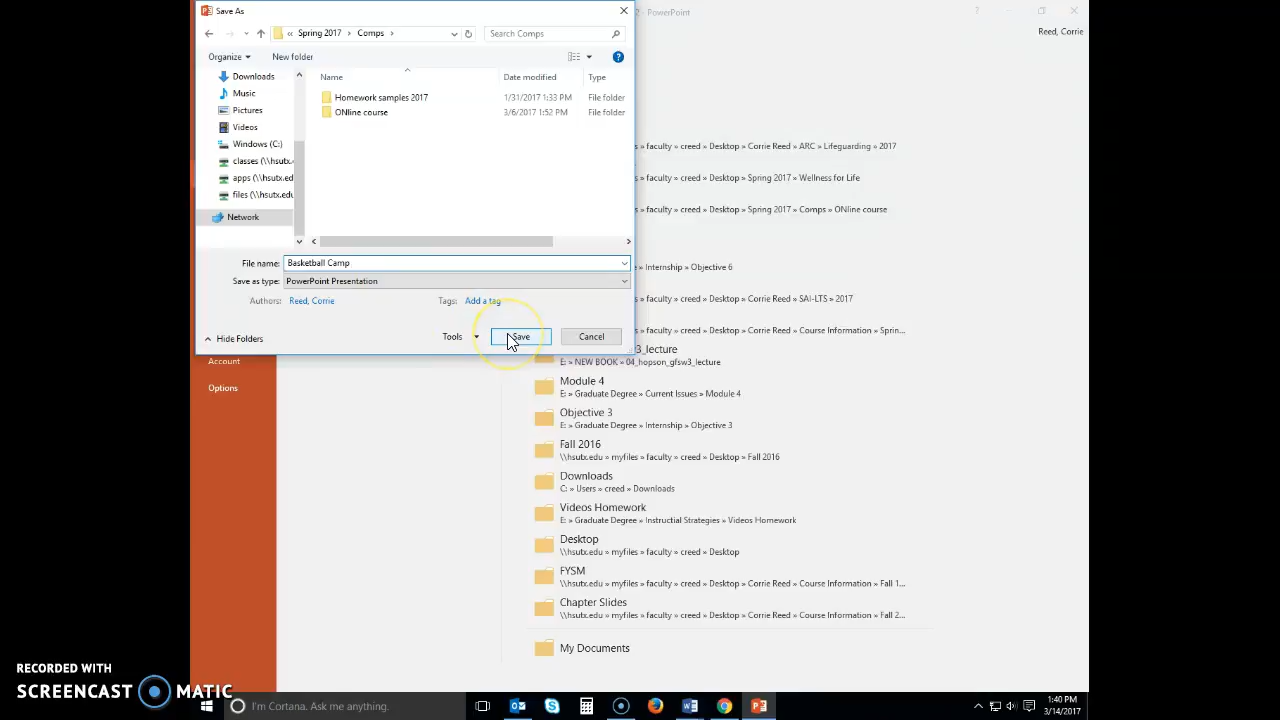 Save As
2 - PowerPoint
?
Reed, Corrie
« Spring 2017 > Comps >
Search Comps
Organize
New folder
?
Name
Date modified
Type
Downloads
Music
Pictures
Videos
Windows (C:)
classes (\\hsutx.
apps (\\hsutx.ed
files (\\hsutx.edu
Network
Homework samples 2017
1/31/2017 1:33 PM
File folder
ONline course
3/6/2017 1:52 PM
File folder
File name:
Basketball Camp
Save as type:
PowerPoint Presentation
Authors:
Reed, Corrie
Tags:
Add a tag
Hide Folders
Tools
Save
Cancel
Account
Options
» faculty » creed » Desktop » Corrie Reed » ARC » Lifeguarding » 2017
» faculty » creed » Desktop » Spring 2017 » Wellness for Life
» faculty » creed » Desktop » Spring 2017 » Comps » ONline course
» Internship » Objective 6
» faculty » creed » Desktop » Corrie Reed » SAI-LTS » 2017
» faculty » creed » Desktop » Corrie Reed » Course Information » Sprin...
3_lecture
E: » NEW BOOK » 04_hopson_gfsw3_lecture
Module 4
E: » Graduate Degree » Current Issues » Module 4
Objective 3
E: » Graduate Degree » Internship » Objective 3
Fall 2016
\\hsutx.edu » myfiles » faculty » creed » Desktop » Fall 2016
Downloads
C: » Users » creed » Downloads
Videos Homework
E: » Graduate Degree » Instructial Strategies » Videos Homework
Desktop
\\hsutx.edu » myfiles » faculty » creed » Desktop
FYSM
\\hsutx.edu » myfiles » faculty » creed » Desktop » Corrie Reed » Course Information » Fall 1...
Chapter Slides
\\hsutx.edu » myfiles » faculty » creed » Desktop » Corrie Reed » Course Information » Fall 2...
My Documents
RECORDED WITH
SCREENCAST MATIC
I'm Cortana. Ask me anything.
1:40 PM
3/14/2017